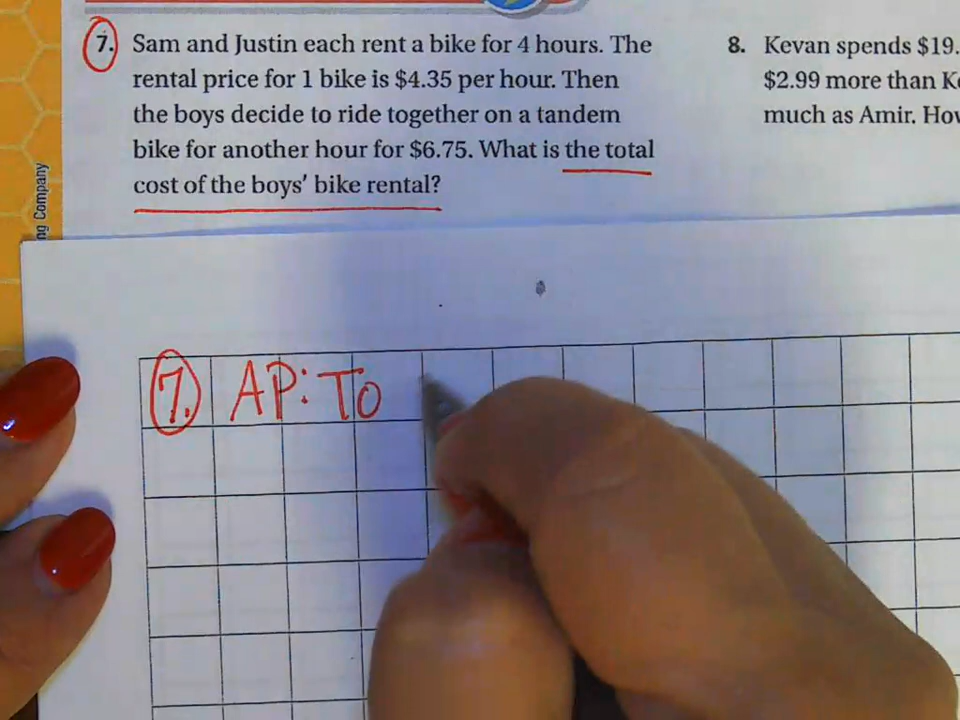 7. Sam and Justin each rent a bike for 4 hours. The
rental price for 1 bike is $4.35 per hour. Then
the boys decide to ride together on a tandem
bike for another hour for $6.75. What is the total
cost of the boys' bike rental?
8. Kevan spends $19.
$2.99 more than
much as Amir.
ng Company
7. AP: To